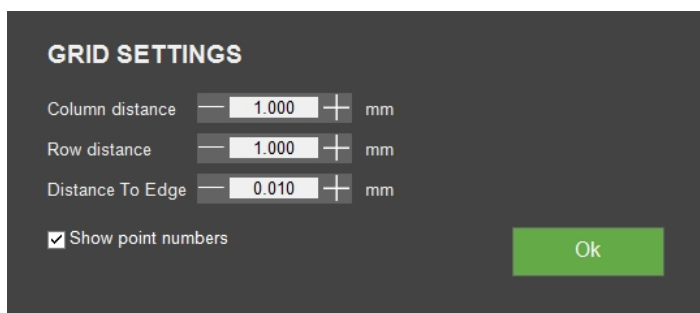 GRID SETTINGS
Column distance 1.000 mm
Row distance 1.000 mm
Distance To Edge 0.010 mm
Show point numbers
Ok